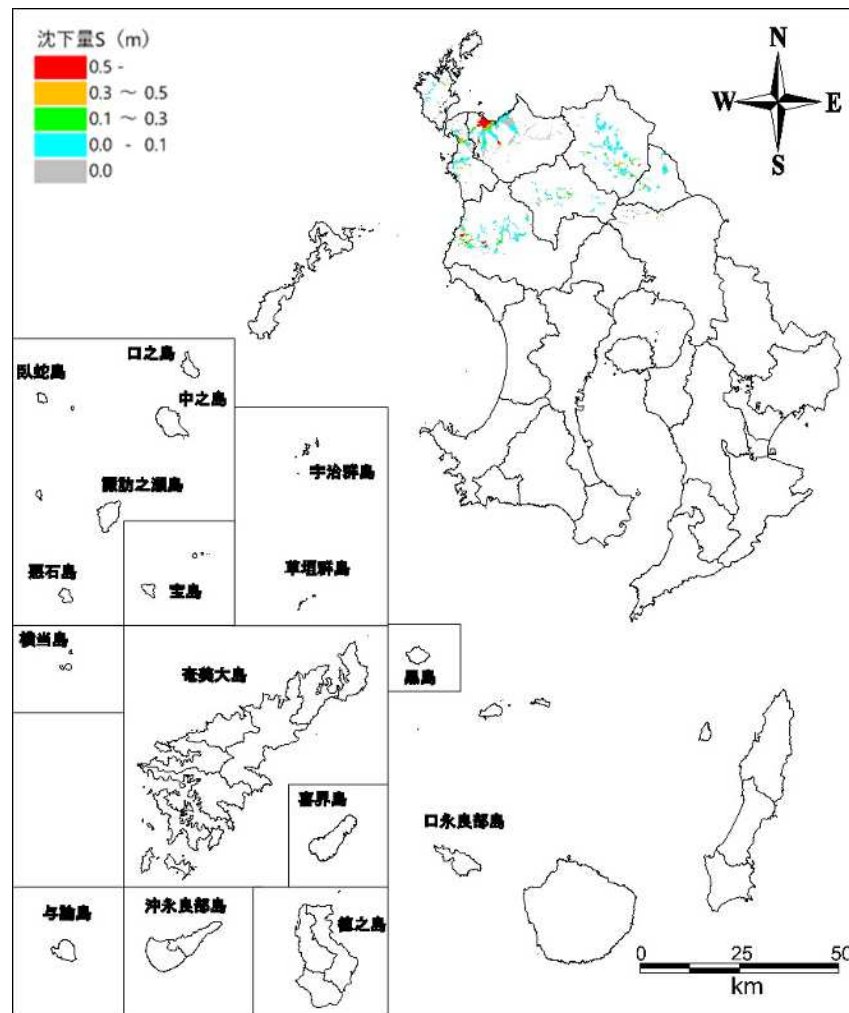 沈下量S（m）
0.5 -
0.3 ～ 0.5
0.1 ～ 0.3
0.0 - 0.1
0.0
N
W E
S
口之島
臥蛇島
中之島
宇治群島
諏訪之瀬島
悪石島
宝島
草垣群島
横当島
奄美大島
黒島
喜界島
口永良部島
与論島
沖永良部島
徳之島
0 25 50
km